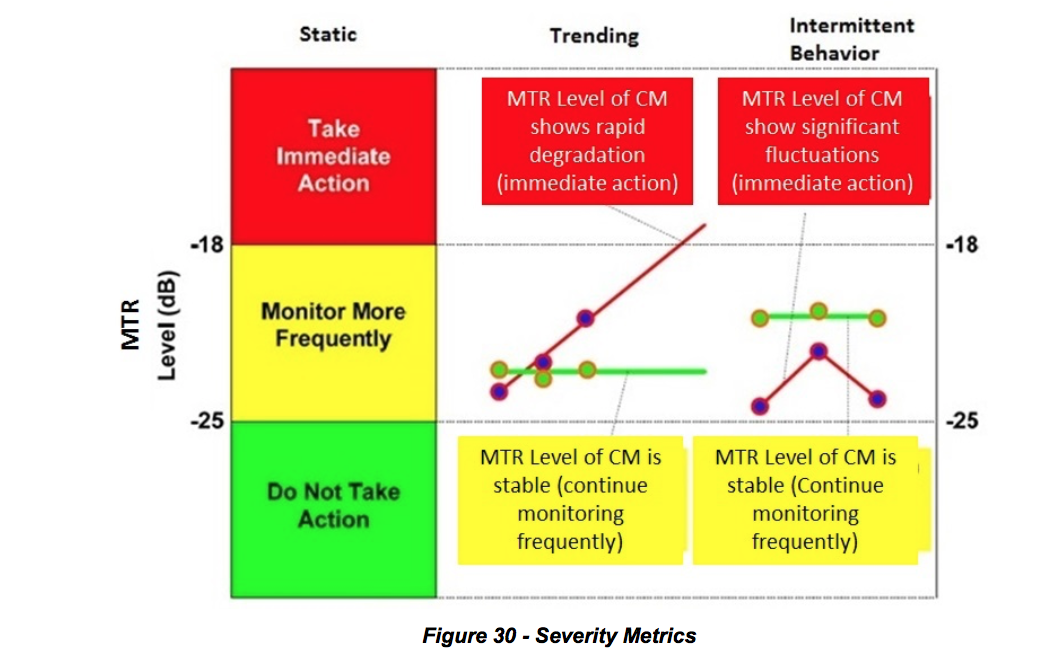 Static
Trending
Intermittent
Behavior
Take
Immediate
Action
MTR Level of CM
shows rapid
degradation
(immediate action)
MTR Level of CM
show significant
fluctuations
(immediate action)
-18
-18
MTR
Level (dB)
Monitor More
Frequently
-25
-25
Do Not Take
Action
MTR Level of CM is
stable (continue
monitoring
frequently)
MTR Level of CM is
stable (Continue
monitoring
frequently)
Figure 30 - Severity Metrics